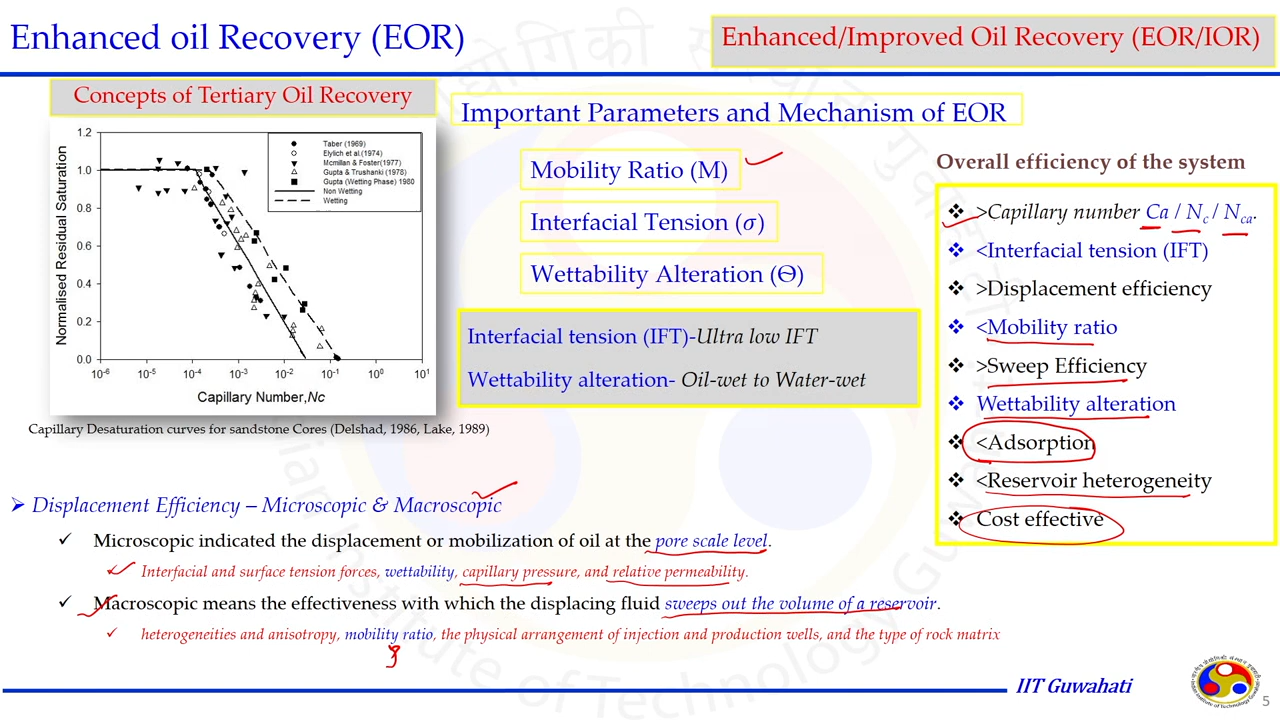 Enhanced oil Recovery (EOR)
Enhanced/Improved Oil Recovery (EOR/IOR)
Concepts of Tertiary Oil Recovery
Normalised Residual Saturation
1.2
1.0
0.8
0.6
0.4
0.2
0.0
Taber (1969)
Elylich et al.(1974)
Mcmillan & Foster(1977)
Gupta & Trushanki (1978)
Gupta (Wetting Phase) 1980
Non Wetting
Wetting
10-6 10-5 10-4 10-3 10-2 10-1 100 101
Capillary Number,Nc
Capillary Desaturation curves for sandstone Cores (Delshad, 1986, Lake, 1989)
Important Parameters and Mechanism of EOR
Mobility Ratio (M)
Interfacial Tension (σ)
Wettability Alteration (Θ)
Interfacial tension (IFT)-Ultra low IFT
Wettability alteration- Oil-wet to Water-wet
Overall efficiency of the system
❖ >Capillary number Ca / Nc / Nca.
❖ <Interfacial tension (IFT)
❖ >Displacement efficiency
❖ <Mobility ratio
❖ >Sweep Efficiency
❖ Wettability alteration
❖ <Adsorption
❖ <Reservoir heterogeneity
❖ Cost effective
➢ Displacement Efficiency – Microscopic & Macroscopic
✓ Microscopic indicated the displacement or mobilization of oil at the pore scale level.
✓ Interfacial and surface tension forces, wettability, capillary pressure, and relative permeability.
✓ Macroscopic means the effectiveness with which the displacing fluid sweeps out the volume of a reservoir.
✓ heterogeneities and anisotropy, mobility ratio, the physical arrangement of injection and production wells, and the type of rock matrix
IIT Guwahati
5